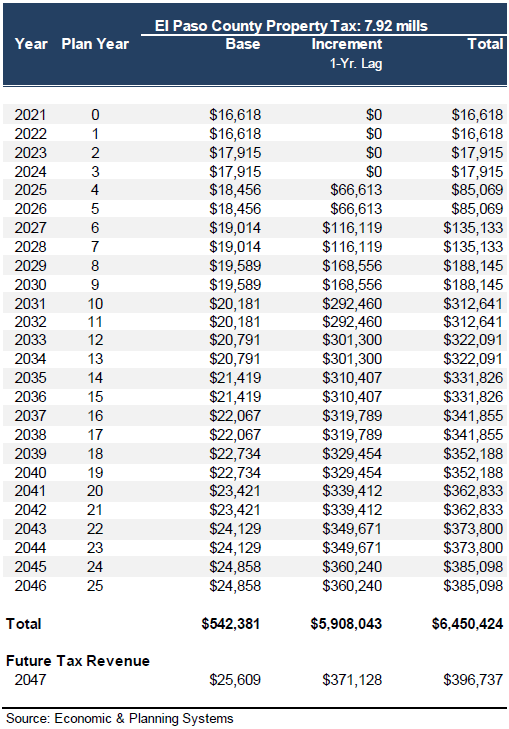 El Paso County Property Tax: 7.92 mills
Year Plan Year Base Increment Total
1-Yr. Lag
2021 0 $16,618 $0 $16,618
2022 1 $16,618 $0 $16,618
2023 2 $17,915 $0 $17,915
2024 3 $17,915 $0 $17,915
2025 4 $18,456 $66,613 $85,069
2026 5 $18,456 $66,613 $85,069
2027 6 $19,014 $116,119 $135,133
2028 7 $19,014 $116,119 $135,133
2029 8 $19,589 $168,556 $188,145
2030 9 $19,589 $168,556 $188,145
2031 10 $20,181 $292,460 $312,641
2032 11 $20,181 $292,460 $312,641
2033 12 $20,791 $301,300 $322,091
2034 13 $20,791 $301,300 $322,091
2035 14 $21,419 $310,407 $331,826
2036 15 $21,419 $310,407 $331,826
2037 16 $22,067 $319,789 $341,855
2038 17 $22,067 $319,789 $341,855
2039 18 $22,734 $329,454 $352,188
2040 19 $22,734 $329,454 $352,188
2041 20 $23,421 $339,412 $362,833
2042 21 $23,421 $339,412 $362,833
2043 22 $24,129 $349,671 $373,800
2044 23 $24,129 $349,671 $373,800
2045 24 $24,858 $360,240 $385,098
2046 25 $24,858 $360,240 $385,098
Total $542,381 $5,908,043 $6,450,424
Future Tax Revenue
2047 $25,609 $371,128 $396,737
Source: Economic & Planning Systems